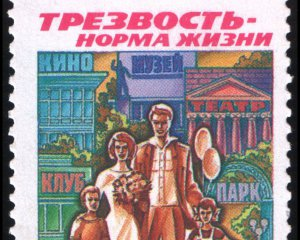 ТРЕЗВОСТЬ-
НОРМА ЖИЗНИ
КИНО
МУЗЕЙ
ТЕАТР
КЛУБ
ПАРК